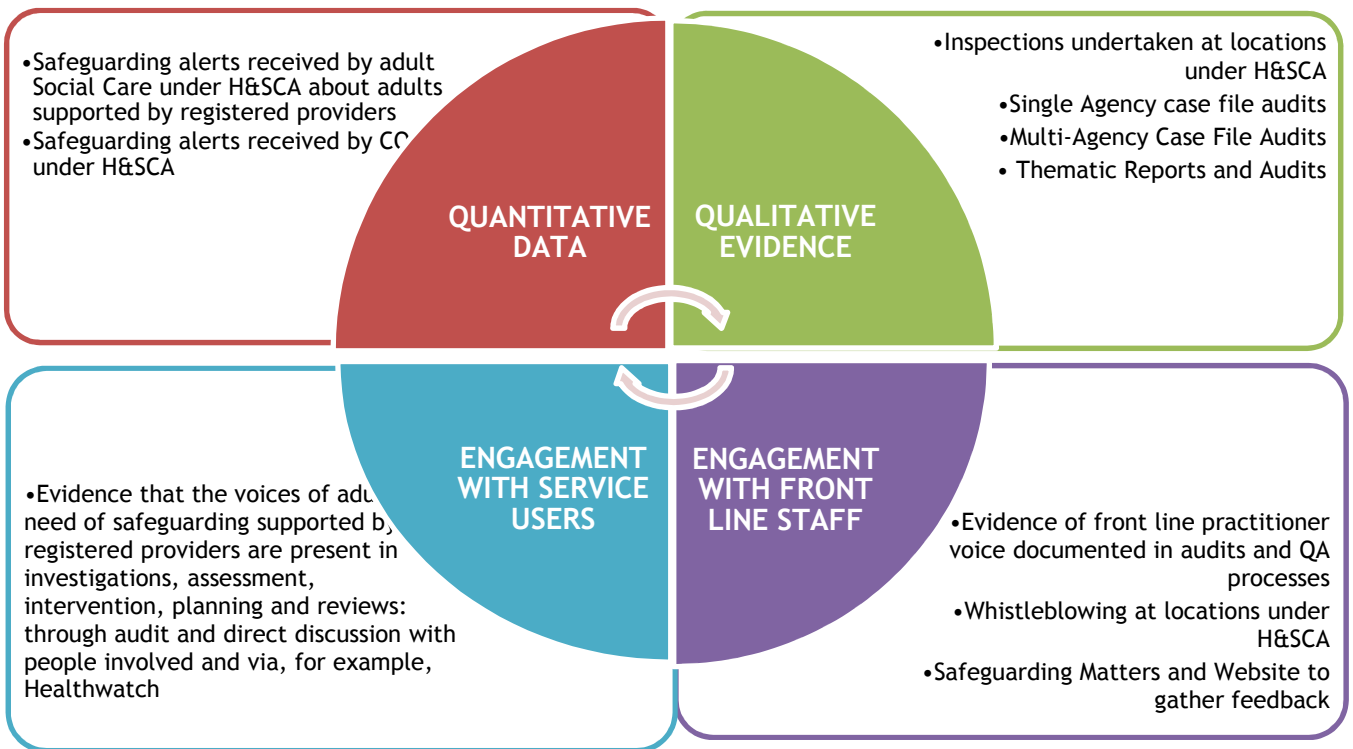 •Safeguarding alerts received by adult
Social Care under H&SCA about adults
supported by registered providers
•Safeguarding alerts received by
under H&SCA
QUANTITATIVE
DATA
•Inspections undertaken at locations
under H&SCA
•Single Agency case file audits
•Multi-Agency Case File Audits
• Thematic Reports and Audits
QUALITATIVE
EVIDENCE
•Evidence that the voices of
need of safeguarding supported by
registered providers are present in
investigations, assessment,
intervention, planning and reviews:
through audit and direct discussion with
people involved and via, for example,
Healthwatch
ENGAGEMENT
WITH SERVICE
USERS
ENGAGEMENT
WITH FRONT
LINE STAFF
•Evidence of front line practitioner
voice documented in audits and QA
processes
•Whistleblowing at locations under
H&SCA
•Safeguarding Matters and Website to
gather feedback